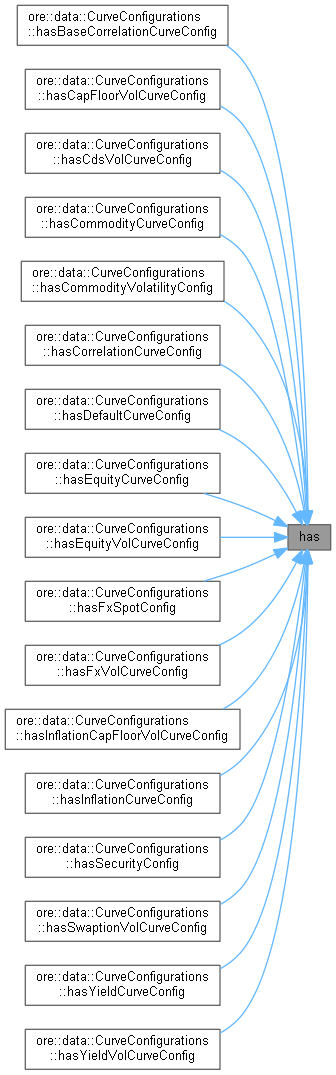 ore::data::CurveConfigurations
::hasBaseCorrelationCurveConfig
ore::data::CurveConfigurations
::hasCapFloorVolCurveConfig
ore::data::CurveConfigurations
::hasCdsVolCurveConfig
ore::data::CurveConfigurations
::hasCommodityCurveConfig
ore::data::CurveConfigurations
::hasCommodityVolatilityConfig
ore::data::CurveConfigurations
::hasCorrelationCurveConfig
ore::data::CurveConfigurations
::hasDefaultCurveConfig
ore::data::CurveConfigurations
::hasEquityCurveConfig
ore::data::CurveConfigurations
::hasEquityVolCurveConfig
has
ore::data::CurveConfigurations
::hasFxSpotConfig
ore::data::CurveConfigurations
::hasFxVolCurveConfig
ore::data::CurveConfigurations
::hasInflationCapFloorVolCurveConfig
ore::data::CurveConfigurations
::hasInflationCurveConfig
ore::data::CurveConfigurations
::hasSecurityConfig
ore::data::CurveConfigurations
::hasSwaptionVolCurveConfig
ore::data::CurveConfigurations
::hasYieldCurveConfig
ore::data::CurveConfigurations
::hasYieldVolCurveConfig